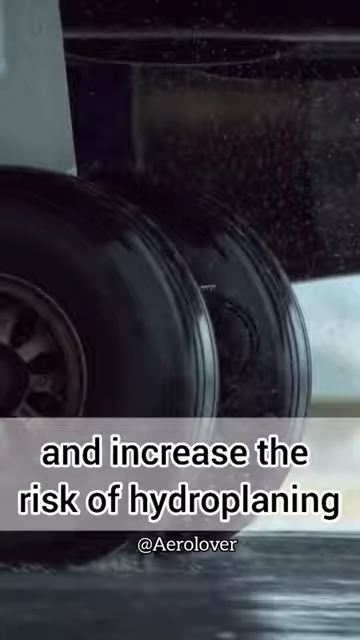 and increase the
risk of hydroplaning
@Aerolover